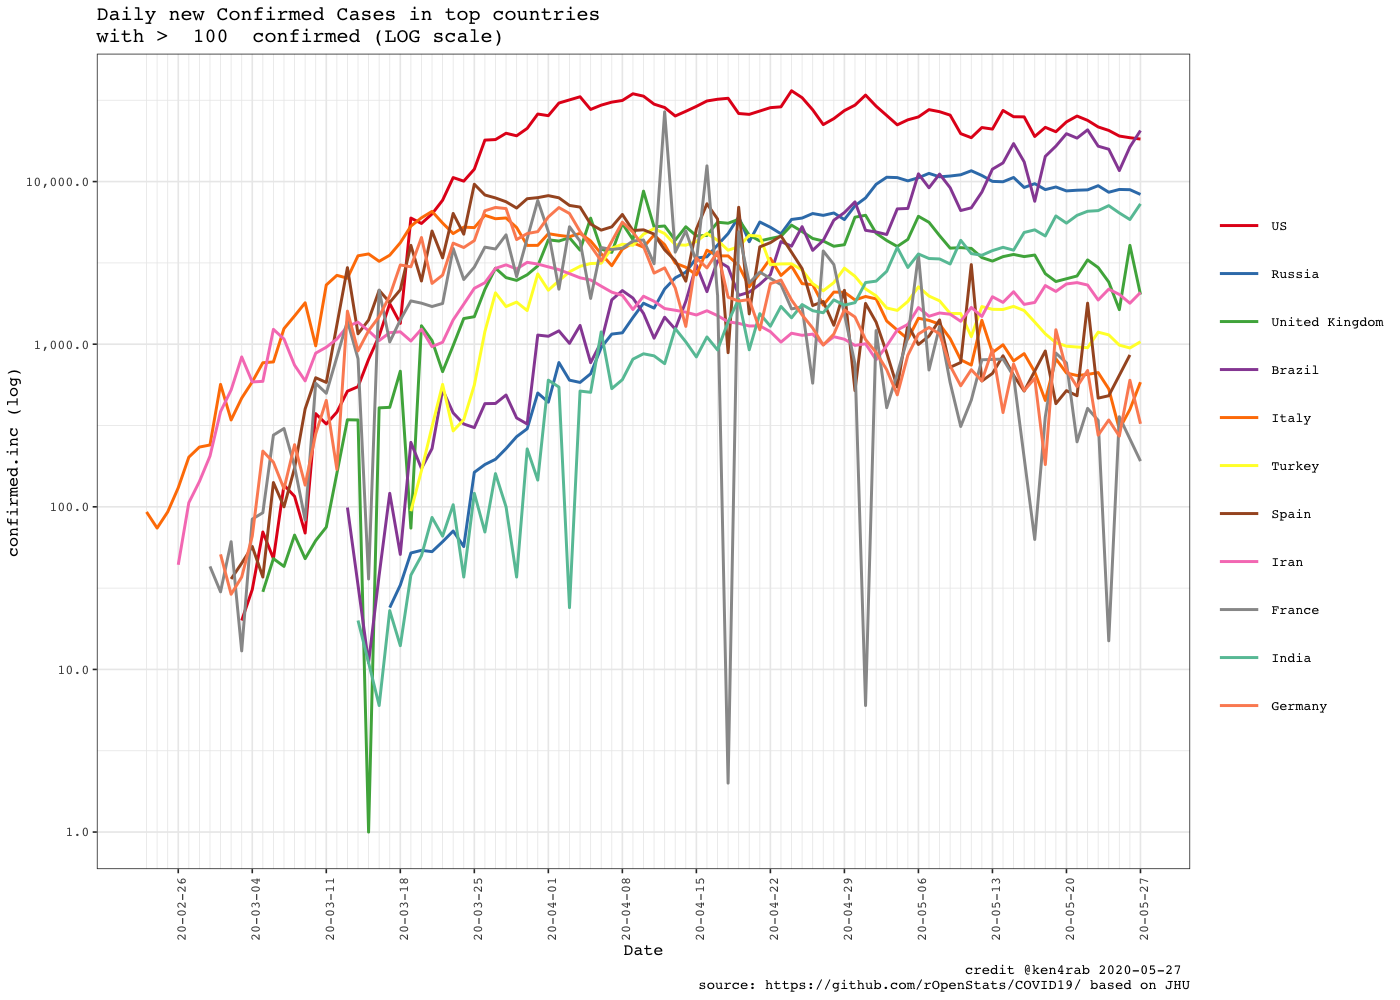 Daily new Confirmed Cases in top countries
with >  100  confirmed (LOG scale)
confirmed.inc (log)
10,000.0
1,000.0
100.0
10.0
1.0
20-02-26
20-03-04
20-03-11
20-03-18
20-03-25
20-04-01
20-04-08
20-04-15
20-04-22
20-04-29
20-05-06
20-05-13
20-05-20
20-05-27
Date
US
Russia
United Kingdom
Brazil
Italy
Turkey
Spain
Iran
France
India
Germany
credit @ken4rab 2020-05-27
source: https://github.com/rOpenStats/COVID19/ based on JHU